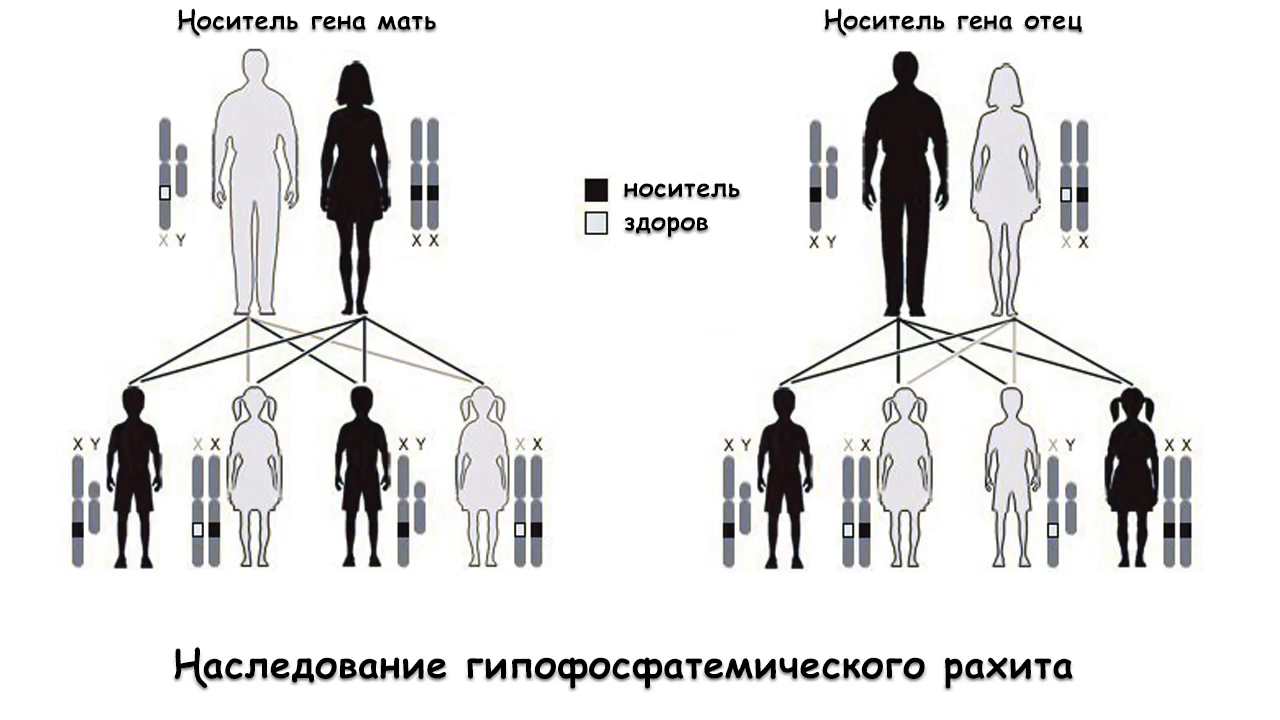 Носитель гена мать
Носитель гена отец
носитель
здоров
X Y
X X
X Y
X X
X Y
X X
X Y
X X
X Y
X X
X Y
X X
Наследование гипофосфатемического рахита